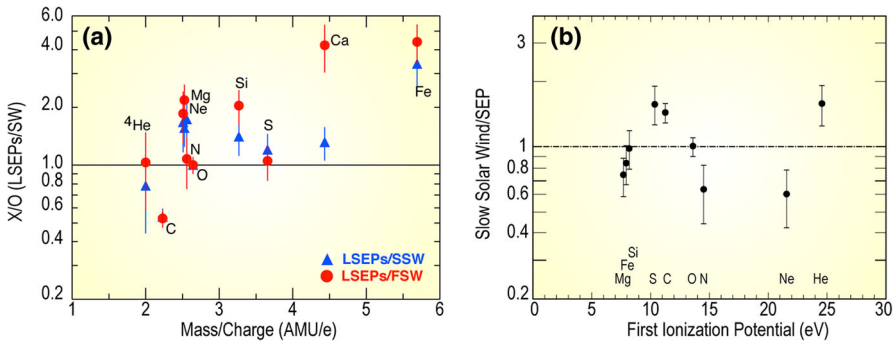 (a)
6.0
4.0
2.0
1.0
0.8
0.6
0.4
0.2
X/O (LSEPs/SW)
Ca
Fe
Mg
Ne
Si
4He
S
N
O
C
LSEPs/SSW
LSEPs/FSW
1 2 3 4 5 6
Mass/Charge (AMU/e)
(b)
3
1
0.8
0.6
0.4
0.2
Slow Solar Wind/SEP
Si
Fe
Mg S C O N Ne He
0 5 10 15 20 25 30
First Ionization Potential (eV)